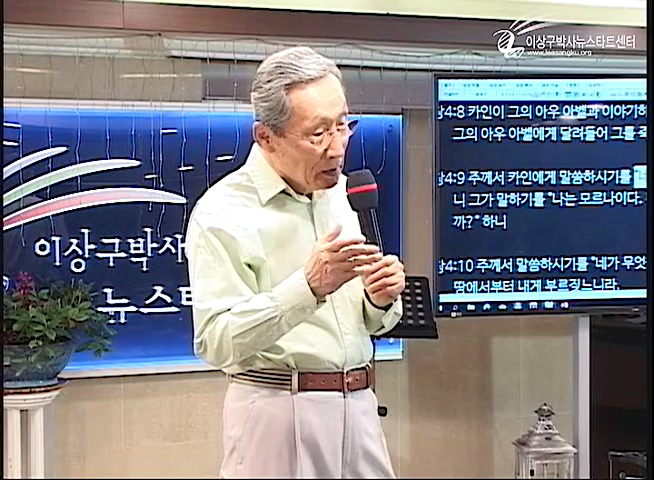 이상구박사뉴스타트센터
www.leesangku.org
4:8 카인이 그의 아우 아벨과 이야기하
그의 아우 아벨에게 달려들어 그를 죽
4:9 주께서 카인에게 말씀하시기를
니 그가 말하기를 "나는 모르나이다.
까?" 하니
4:10 주께서 말씀하시기를 "네가 무엇
땅에서부터 내게 부르짖느니라.
이상구박사
뉴스타